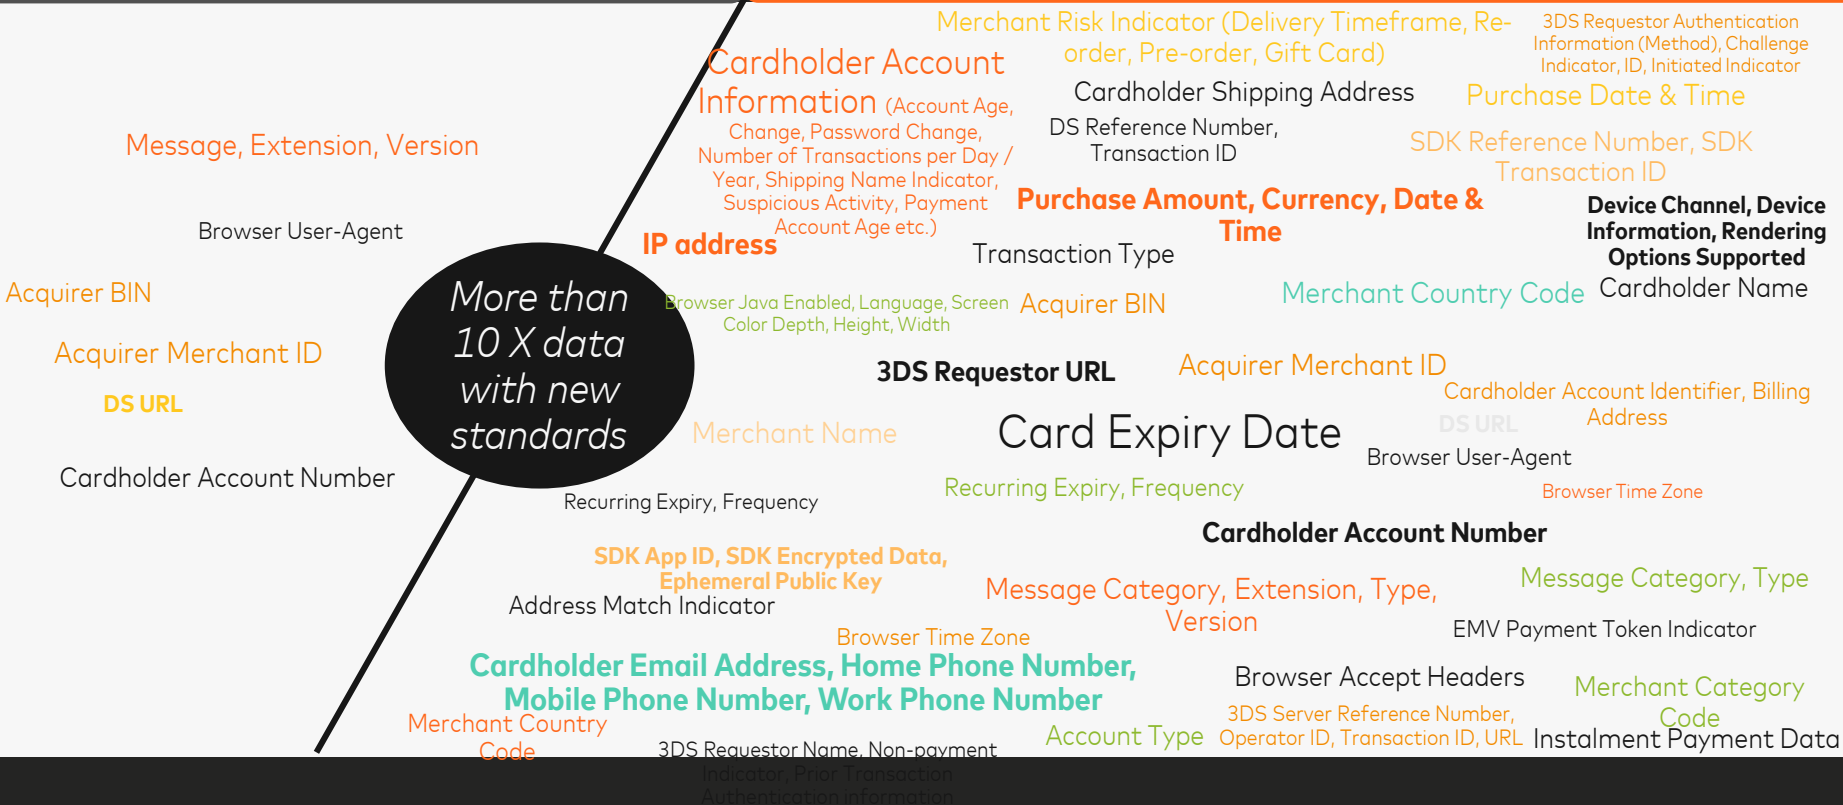 Message, Extension, Version
Browser User-Agent
Acquirer BIN
Acquirer Merchant ID
DS URL
Cardholder Account Number
More than
10 X data
with new
standards
Cardholder Account
Information (Account Age,
Change, Password Change,
Number of Transactions per Day /
Year, Shipping Name Indicator,
Suspicious Activity, Payment
Account Age etc.)
IP address
Merchant Risk Indicator (Delivery Timeframe, Re-
order, Pre-order, Gift Card)
3DS Requestor Authentication
Information (Method), Challenge
Indicator, ID, Initiated Indicator
Cardholder Shipping Address
Purchase Date & Time
DS Reference Number,
Transaction ID
SDK Reference Number, SDK
Transaction ID
Purchase Amount, Currency, Date &
Time
Device Channel, Device
Information, Rendering
Options Supported
Transaction Type
Browser Java Enabled, Language, Screen
Color Depth, Height, Width
Acquirer BIN
Merchant Country Code
Cardholder Name
3DS Requestor URL
Acquirer Merchant ID
Cardholder Account Identifier, Billing
Address
Merchant Name
Card Expiry Date
DS URL
Browser User-Agent
Recurring Expiry, Frequency
Recurring Expiry, Frequency
Browser Time Zone
Cardholder Account Number
SDK App ID, SDK Encrypted Data,
Ephemeral Public Key
Message Category, Extension, Type,
Version
Message Category, Type
Address Match Indicator
EMV Payment Token Indicator
Browser Time Zone
Cardholder Email Address, Home Phone Number,
Mobile Phone Number, Work Phone Number
Browser Accept Headers
Merchant Category
Code
Merchant Country
Code
3DS Requestor Name, Non-payment
Indicator, Prior Transaction
Authentication information
Account Type
3DS Server Reference Number,
Operator ID, Transaction ID, URL
Instalment Payment Data